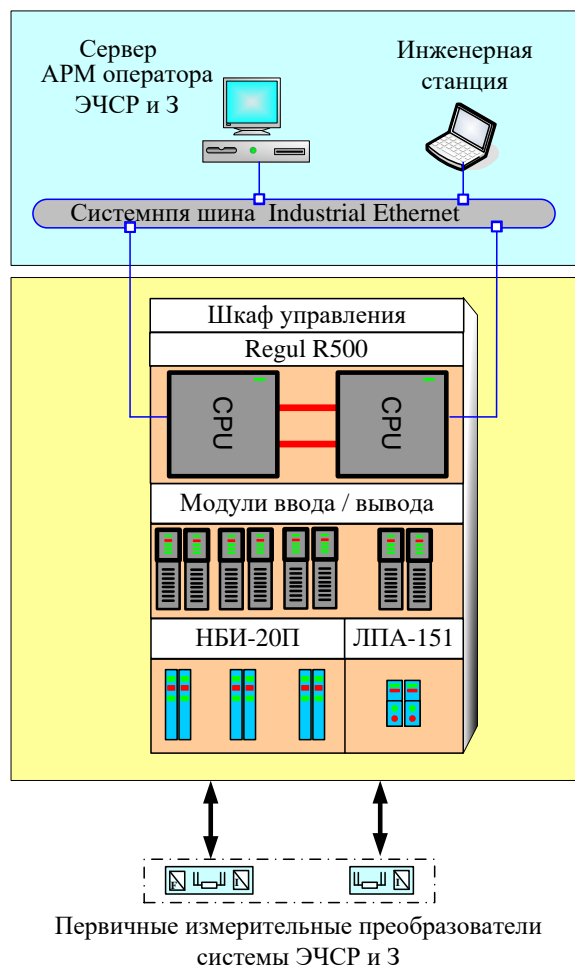 Сервер
АРМ оператора
ЭЧСР и З
Инженерная
станция
Системнпя шина Industrial Ethernet
Шкаф управления
Regul R500
CPU
CPU
Модули ввода / вывода
НБИ-20П
ЛПА-151
Первичные измерительные преобразователи
системы ЭЧСР и З